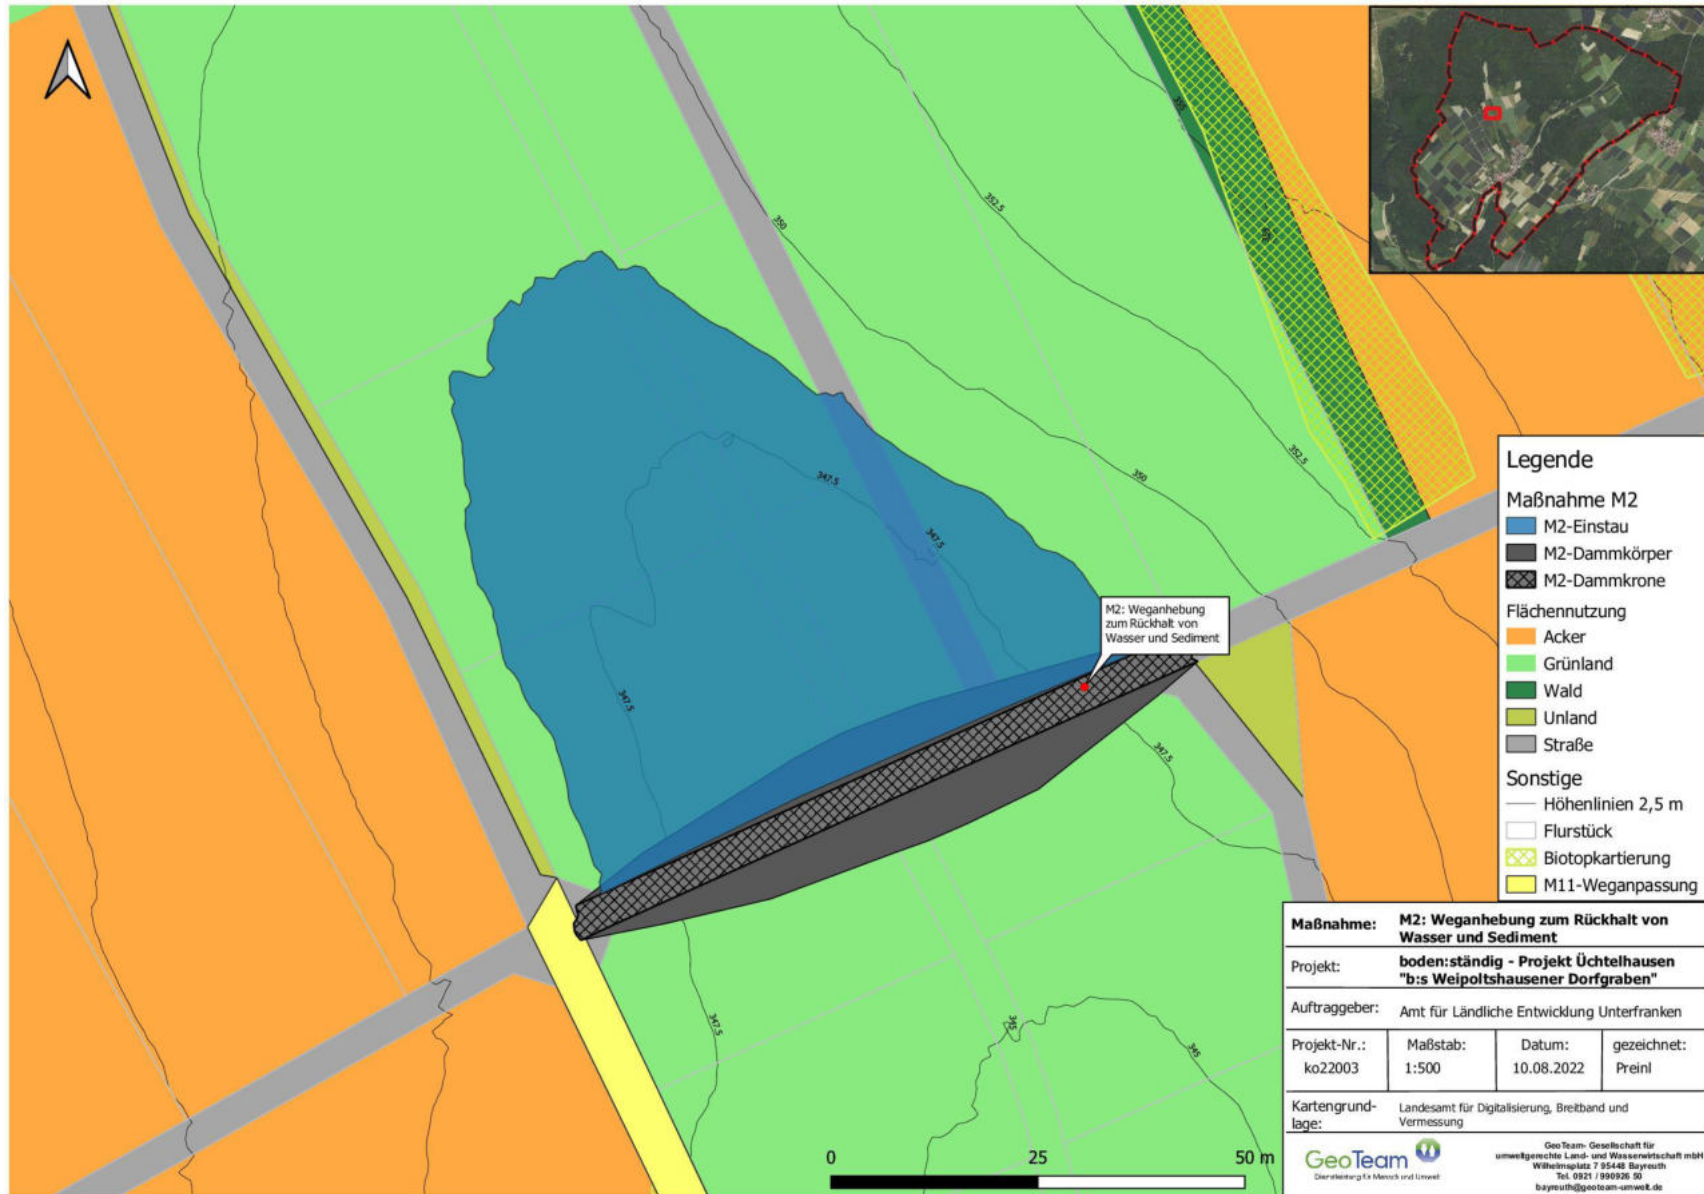 355
352.5
350
350
352.5
347.5
347.5
347.5
347.5
347.5
345
345
M2: Weganhebung
zum Rückhalt von
Wasser und Sediment
0 25 50 m
Legende
Maßnahme M2
M2-Einstau
M2-Dammkörper
M2-Dammkrone
Flächennutzung
Acker
Grünland
Wald
Unland
Straße
Sonstige
Höhenlinien 2,5 m
Flurstück
Biotopkartierung
M11-Weganpassung
Maßnahme: M2: Weganhebung zum Rückhalt von
Wasser und Sediment
Projekt: boden:ständig - Projekt Üchtelhausen
"b:s Weipoltshausener Dorfgraben"
Auftraggeber: Amt für Ländliche Entwicklung Unterfranken
Projekt-Nr.: Maßstab: Datum: gezeichnet:
ko22003 1:500 10.08.2022 Preinl
Kartengrund-
lage: Landesamt für Digitalisierung, Breitband und
Vermessung
GeoTeam
Dienstleistung für Mensch und Umwelt
GeoTeam- Gesellschaft für
umweltgerechte Land- und Wasserwirtschaft mbH
Wilhelmsplatz 7 95448 Bayreuth
Tel. 0921 / 990926 50
bayreuth@geoteam-umwelt.de